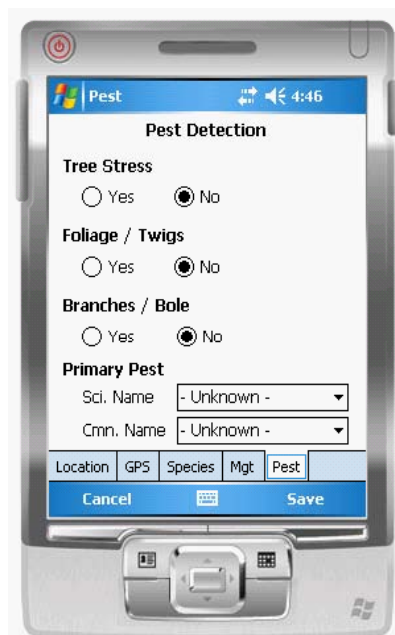 Pest 4:46
Pest Detection
Tree Stress
Yes No
Foliage / Twigs
Yes No
Branches / Bole
Yes No
Primary Pest
Sci. Name - Unknown -
Cmn. Name - Unknown -
Location GPS Species Mgt Pest
Cancel Save